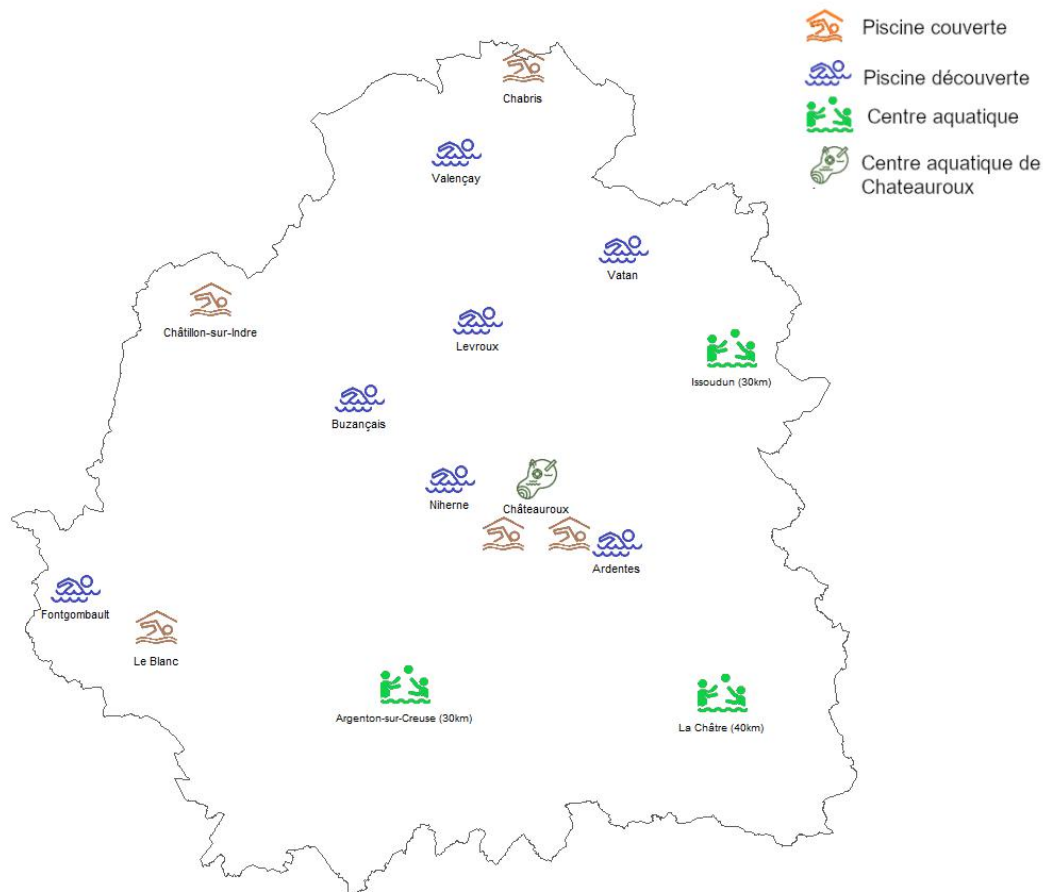 Piscine couverte
Piscine découverte
Centre aquatique
Centre aquatique de
Chateauroux
Chabris
Valençay
Vatan
Châtillon-sur-Indre
Levroux
Issoudun (30km)
Buzançais
Niherne
Châteauroux
Ardentes
Fontgombault
Le Blanc
Argenton-sur-Creuse (30km)
La Châtre (40km)